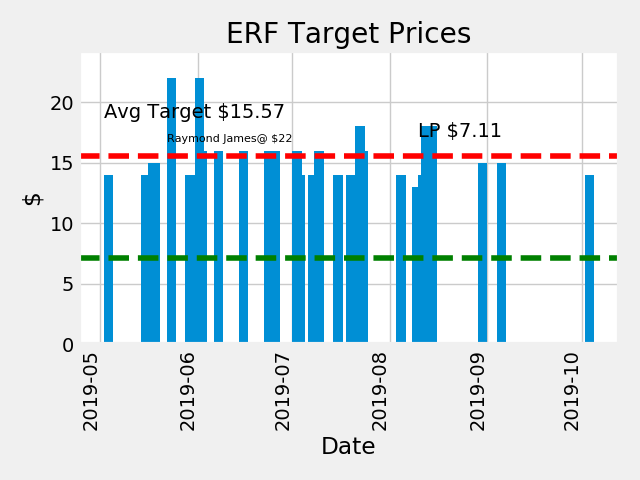 ERF Target Prices
20
15
10
5
0
$
Avg Target $15.57
Raymond James@ $22
LP $7.11
2019-05
2019-06
2019-07
2019-08
2019-09
2019-10
Date